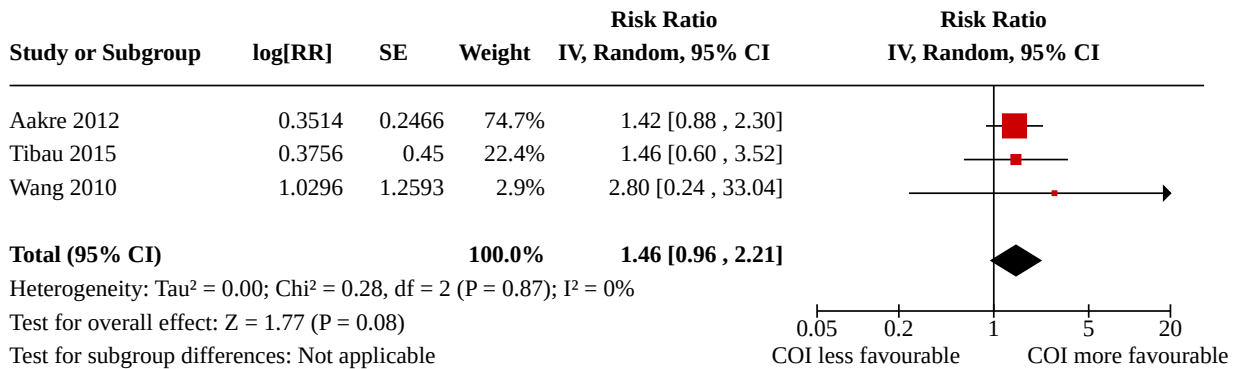 Risk Ratio Risk Ratio
Study or Subgroup log[RR] SE Weight IV, Random, 95% CI IV, Random, 95% CI
Aakre 2012 0.3514 0.2466 74.7% 1.42 [0.88 , 2.30]
Tibau 2015 0.3756 0.45 22.4% 1.46 [0.60 , 3.52]
Wang 2010 1.0296 1.2593 2.9% 2.80 [0.24 , 33.04]
Total (95% CI) 100.0% 1.46 [0.96 , 2.21]
Heterogeneity: Tau² = 0.00; Chi² = 0.28, df = 2 (P = 0.87); I² = 0%
Test for overall effect: Z = 1.77 (P = 0.08) 0.05 0.2 1 5 20
Test for subgroup differences: Not applicable COI less favourable COI more favourable